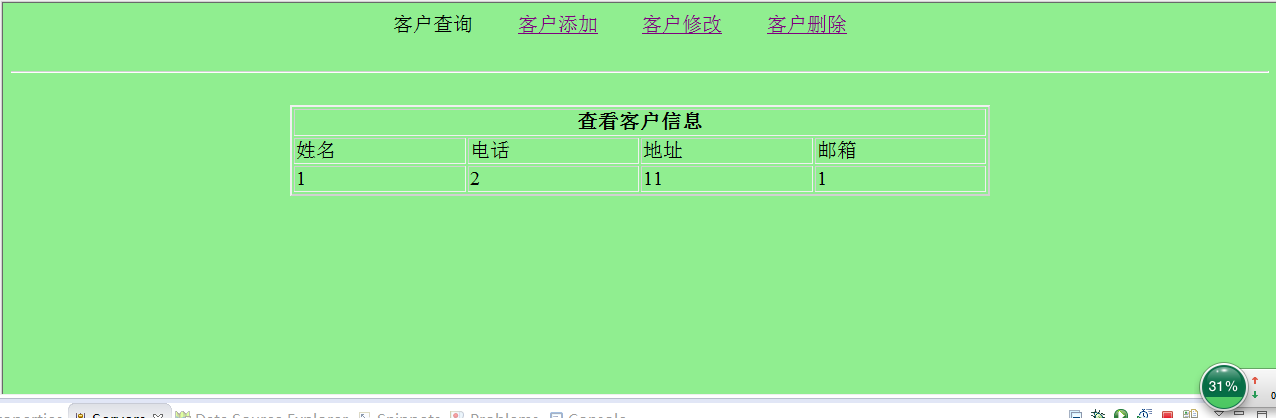 客户查询 客户添加 客户修改 客户删除
查看客户信息
姓名 电话 地址 邮箱
1 2 11 1
31%
Servers Data Source Explorer Snippets Problems Console